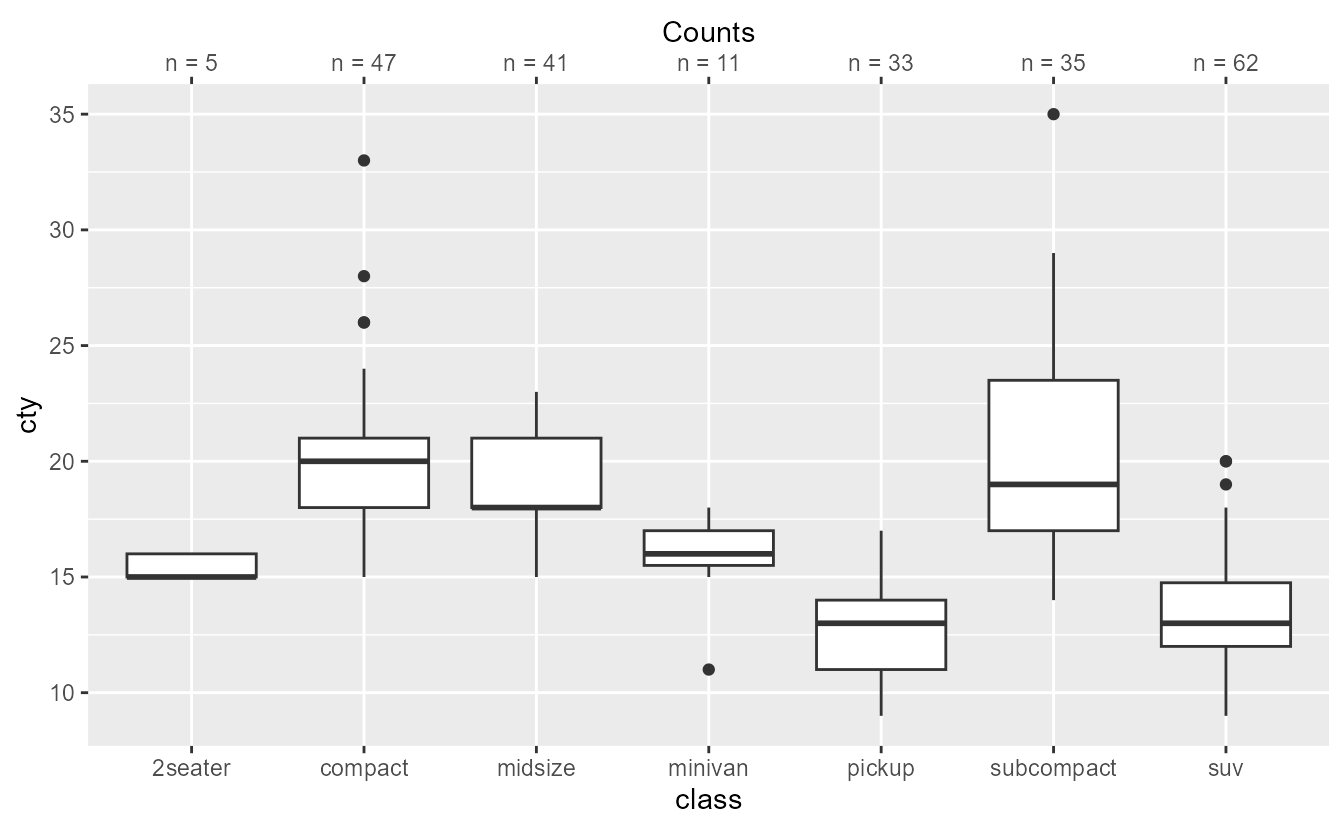 Counts
n = 5 n = 47 n = 41 n = 11 n = 33 n = 35 n = 62
35
30
25
20
15
10
cty
2seater compact midsize minivan pickup subcompact suv
class